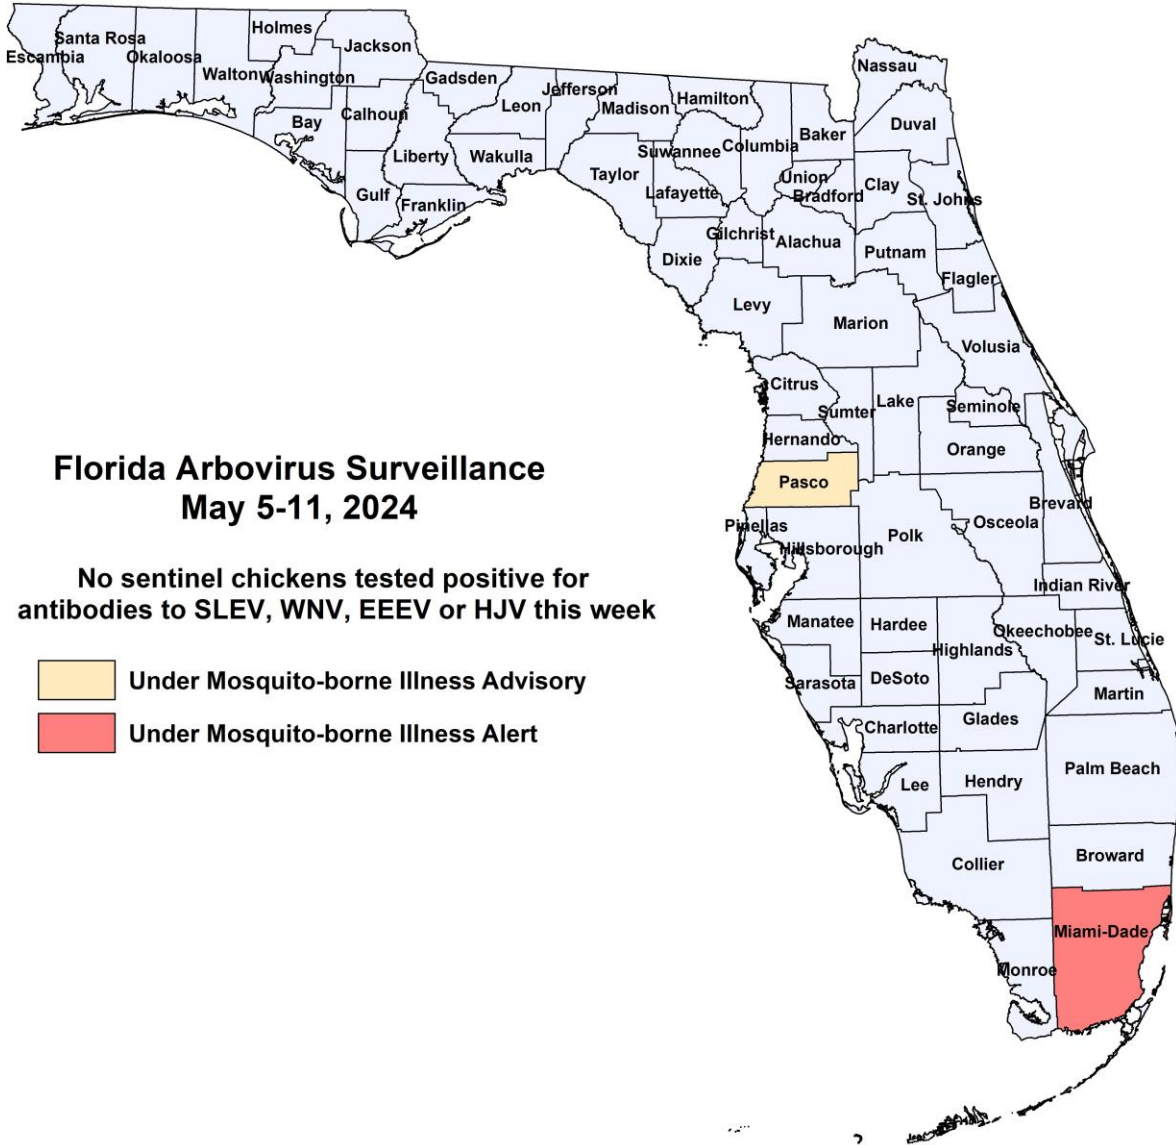 Holmes
Santa Rosa
Jackson
Escambia
Okaloosa
Walton
Washington
Gadsden
Nassau
Jefferson
Leon
Madison
Hamilton
Calhoun
Bay
Duval
Baker
Columbia
Suwannee
Liberty
Wakulla
Taylor
Union
Clay
Lafayette
Bradford
Gulf
St. Johns
Franklin
Gilchrist
Alachua
Putnam
Dixie
Flagler
Levy
Marion
Volusia
Citrus
Lake
Sumter
Seminole
Hernando
Orange
Florida Arbovirus Surveillance
May 5-11, 2024
Pasco
Brevard
Osceola
Pinellas
Polk
Hillsborough
No sentinel chickens tested positive for
antibodies to SLEV, WNV, EEEV or HJV this week
Indian River
Manatee
Hardee
Okeechobee
St. Lucie
Highlands
Under Mosquito-borne Illness Advisory
Sarasota
DeSoto
Martin
Under Mosquito-borne Illness Alert
Charlotte
Glades
Palm Beach
Lee
Hendry
Broward
Collier
Miami-Dade
Monroe